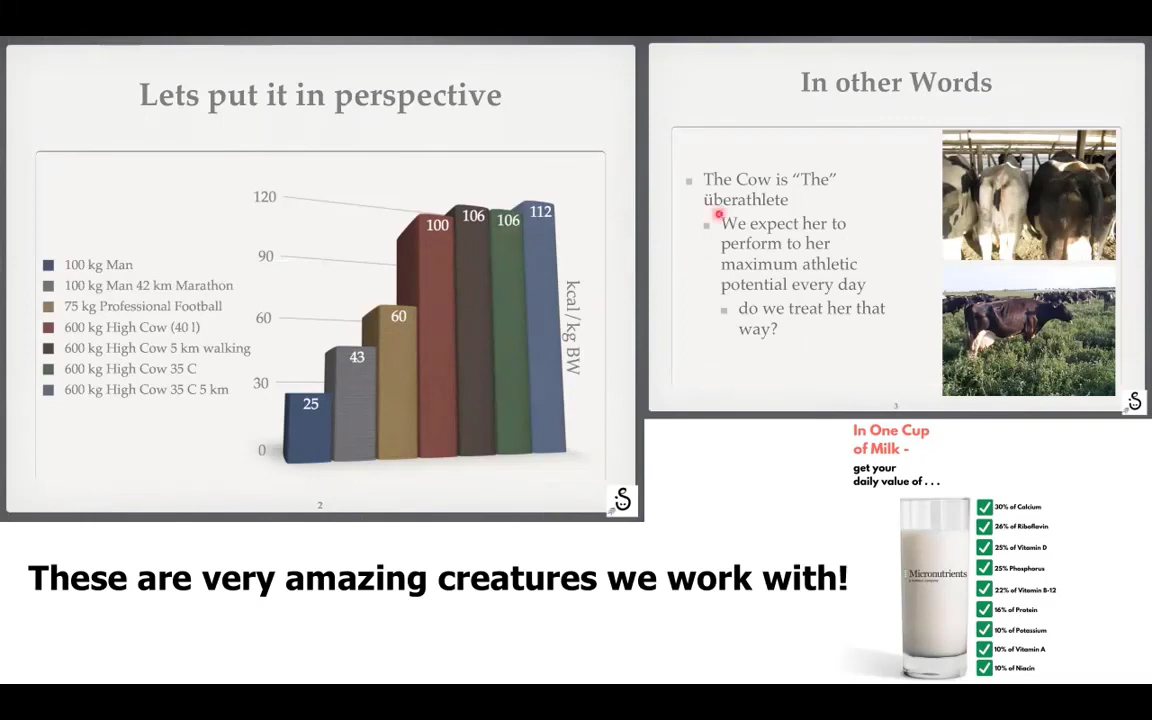 Lets put it in perspective
120
90
60
30
0
25
43
60
100
106
106
112
kcal/kg BW
100 kg Man
100 kg Man 42 km Marathon
75 kg Professional Football
600 kg High Cow (40 l)
600 kg High Cow 5 km walking
600 kg High Cow 35 C
600 kg High Cow 35 C 5 km
2
In other Words
The Cow is “The”
überathlete
We expect her to
perform to her
maximum athletic
potential every day
do we treat her that
way?
3
In One Cup
of Milk -
get your
daily value of . . .
Micronutrients
30% of Calcium
26% of Riboflavin
25% of Vitamin D
25% Phosphorus
22% of Vitamin B-12
16% of Protein
10% of Potassium
10% of Vitamin A
10% of Niacin
These are very amazing creatures we work with!